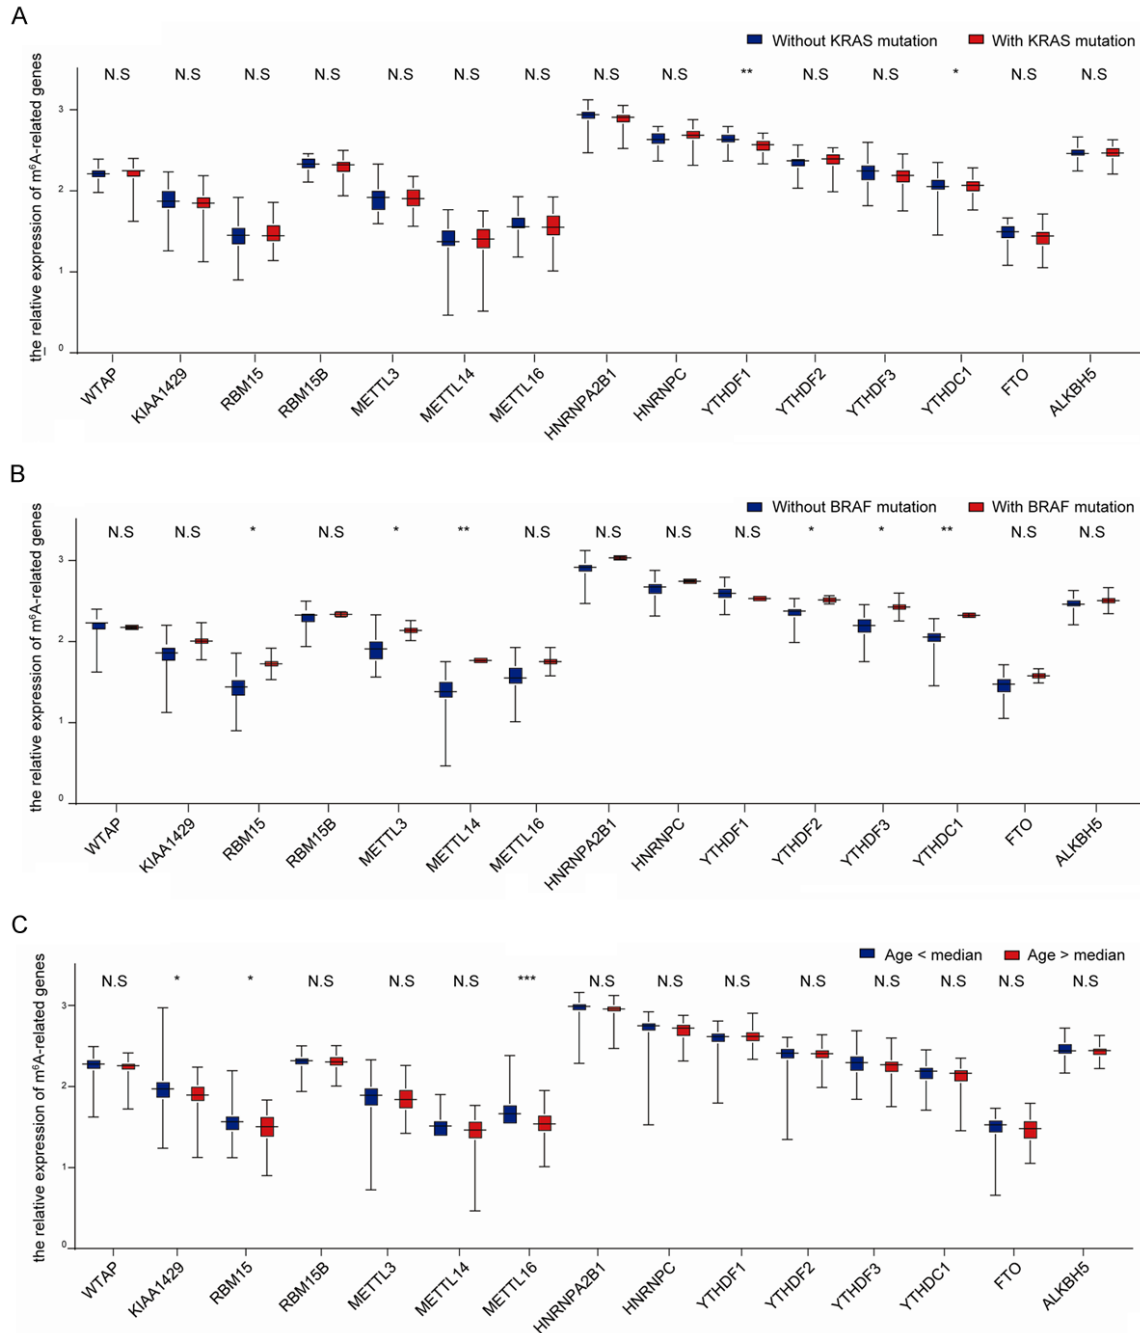 A
Without KRAS mutation With KRAS mutation
N.S N.S N.S N.S N.S N.S N.S N.S N.S ** N.S N.S * N.S N.S
the relative expression of m⁶A-related genes
3
2
1
0
WTAP KIAA1429 RBM15 RBM15B METTL3 METTL14 METTL16 HNRNPA2B1 HNRNPC YTHDF1 YTHDF2 YTHDF3 YTHDC1 FTO ALKBH5
B
Without BRAF mutation With BRAF mutation
N.S N.S * N.S * ** N.S N.S N.S N.S * * ** N.S N.S
the relative expression of m⁶A-related genes
3
2
1
0
WTAP KIAA1429 RBM15 RBM15B METTL3 METTL14 METTL16 HNRNPA2B1 HNRNPC YTHDF1 YTHDF2 YTHDF3 YTHDC1 FTO ALKBH5
C
Age < median Age > median
N.S * * N.S N.S N.S *** N.S N.S N.S N.S N.S N.S N.S N.S
the relative expression of m⁶A-related genes
3
2
1
0
WTAP KIAA1429 RBM15 RBM15B METTL3 METTL14 METTL16 HNRNPA2B1 HNRNPC YTHDF1 YTHDF2 YTHDF3 YTHDC1 FTO ALKBH5